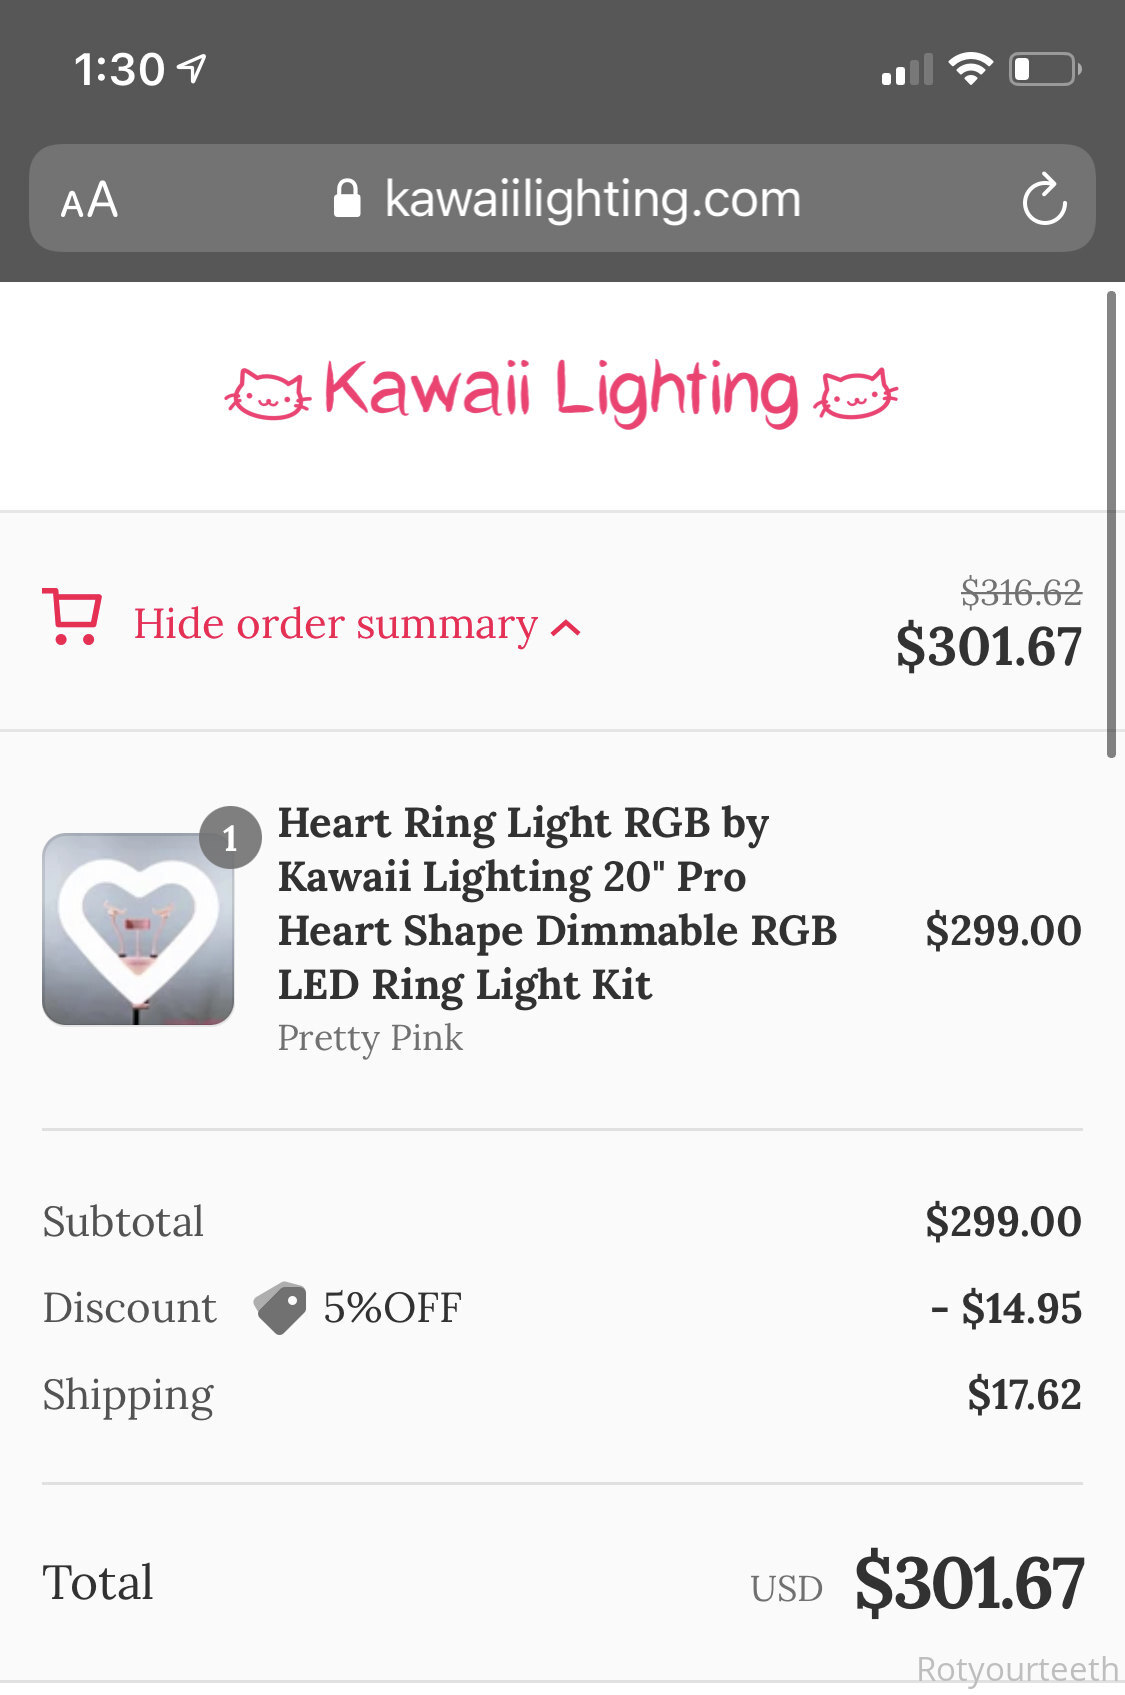 1:30
AA
kawaiilighting.com
Kawaii Lighting
$316.62
Hide order summary
$301.67
1
Heart Ring Light RGB by
Kawaii Lighting 20" Pro
Heart Shape Dimmable RGB
LED Ring Light Kit
Pretty Pink
$299.00
Subtotal $299.00
Discount 5%OFF - $14.95
Shipping $17.62
Total USD $301.67
Rotyourteeth